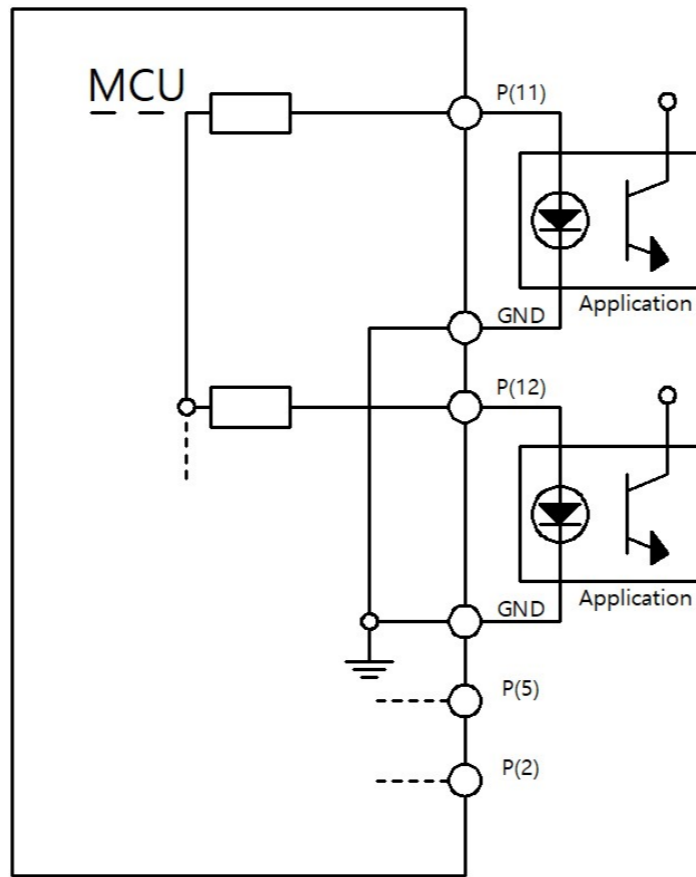 MCU
P(11)
GND
Application
P(12)
GND
Application
P(5)
P(2)